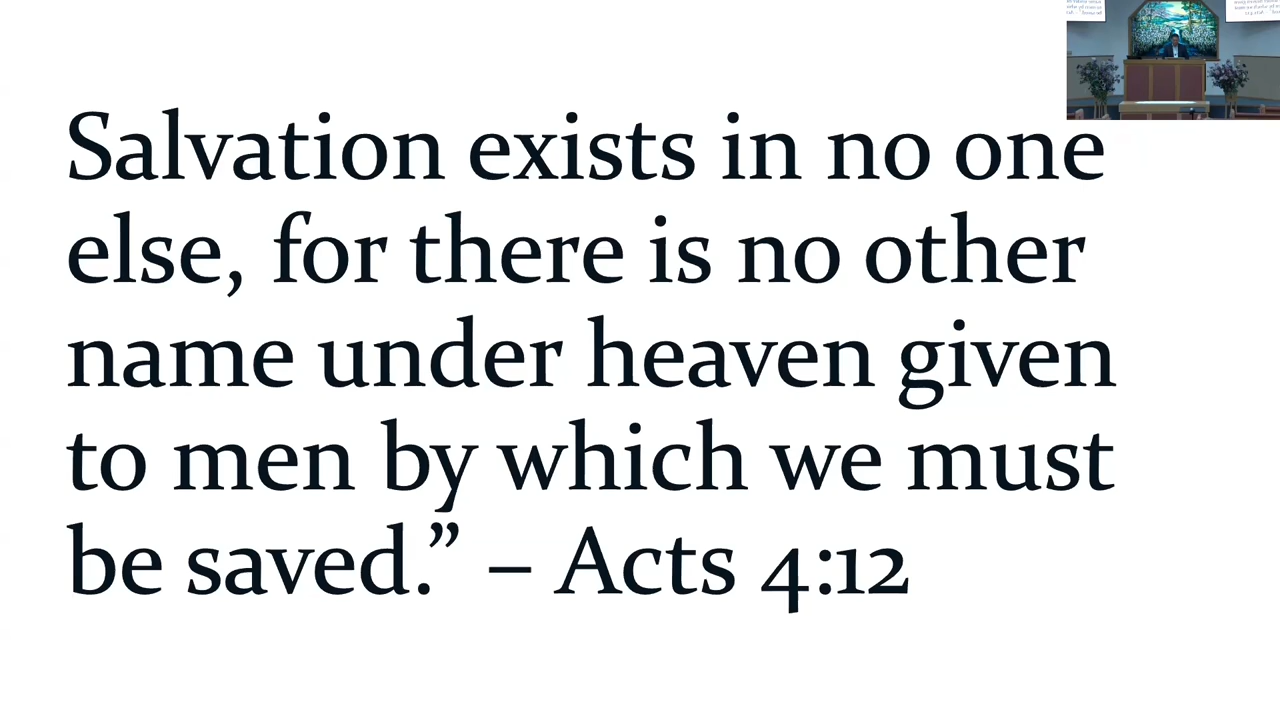 Salvation exists in no one
else, for there is no other
name under heaven given
to men by which we must
be saved.” – Acts 4:12